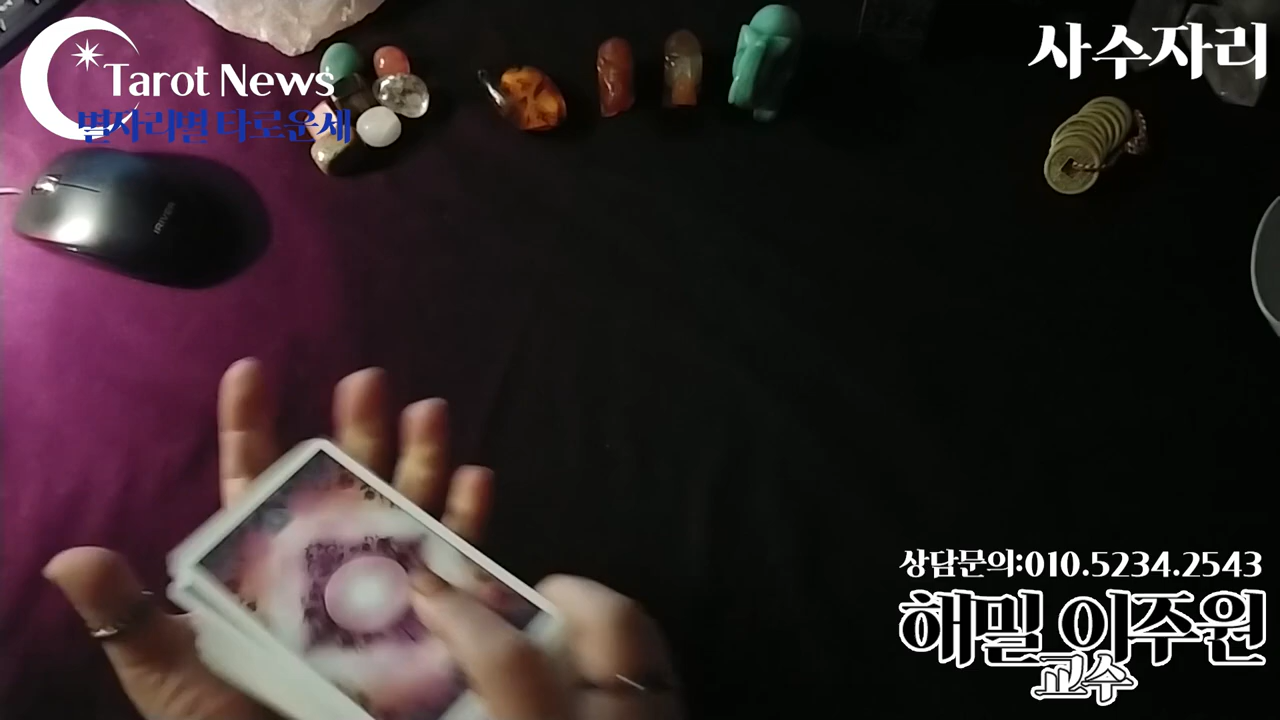 Tarot News
별자리별 타로운세
사수자리
IRIVER
상담문의:010.5234.2543
해밀 이주원
교수